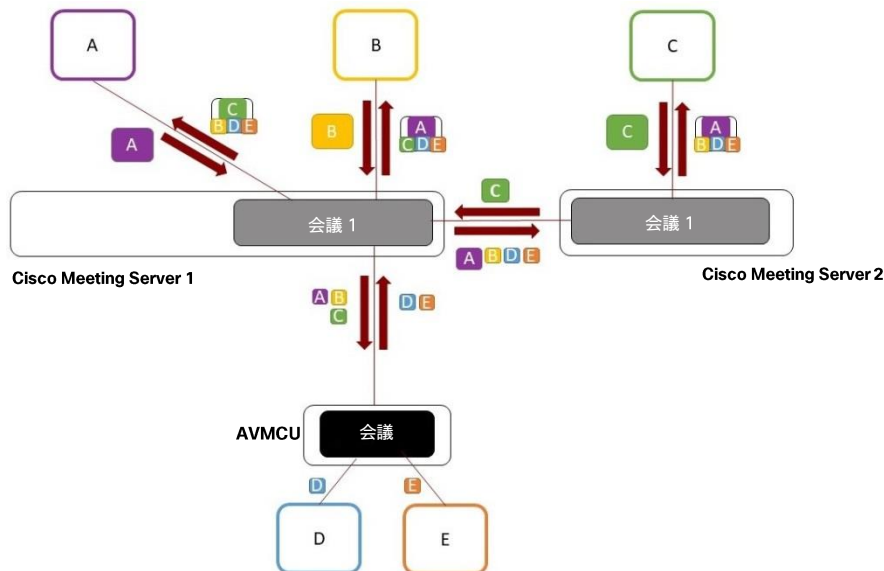 A
B
C
C
B D E
A
B
A
C D E
C
A
B D E
会議 1
C
A B D E
会議 1
Cisco Meeting Server 1
Cisco Meeting Server 2
A B
C
D E
AVMCU
会議
D
E
D
E